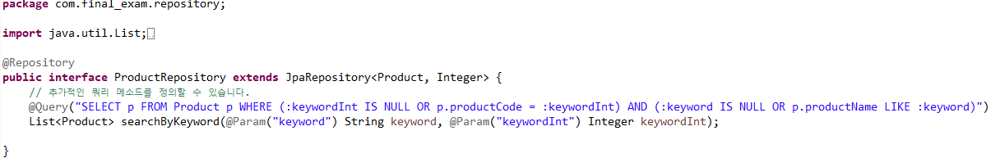 package com.final_exam.repository;
import java.util.List;
@Repository
public interface ProductRepository extends JpaRepository<Product, Integer> {
// 추가적인 쿼리 메소드를 정의할 수 있습니다.
@Query("SELECT p FROM Product p WHERE (:keywordInt IS NULL OR p.productCode = :keywordInt) AND (:keyword IS NULL OR p.productName LIKE :keyword)")
List<Product> searchByKeyword(@Param("keyword") String keyword, @Param("keywordInt") Integer keywordInt);
}